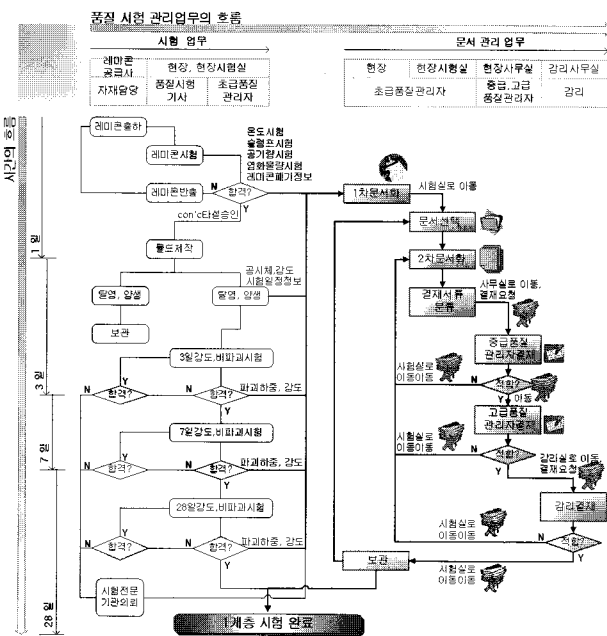 품질 시험 관리업무의 흐름
시험 업무
문서 관리 업무
레미콘
공급사
현장, 현장시험실
현장
현장시험실
현장사무실
감리사무실
자재담당
품질시험
기사
초급품질
관리자
초급품질관리자
중급,고급
품질관리자
감리
시간의 흐름
레미콘출하
온도시험
슬럼프시험
공기량시험
염화물량시험
레미콘폐기정보
레미콘시험
레미콘반출
N
합격?
Y
1차문서화
시험실로 이동
con'c타설승인
문서선택
몰드제작
1 일
2차문서함
공시체,강도
시험일정정보
탈영, 양생
탈영, 양생
결재서류
분류
사무실로 이동,
결재요청
보관
중급품질
관리자결재
3일강도,비파괴시험
시험실로
이동이동
3 일
N
합격?
Y
합격?
Y
파괴하중, 강도
N
적합?
Y
이동
고급품질
관리자결재
7일강도,비파괴시험
시험실로
이동이동
7 일
N
합격?
Y
합격?
Y
파괴하중, 강도
N
적합?
Y
감리실로 이동,
결재요청
28일강도,비파괴시험
감리결재
시험실로
이동이동
N
합격?
Y
합격?
Y
파괴하중, 강도
N
적합?
Y
보관
시험실로
이동이동
시험전문
기관의뢰
28 일
1계층 시험 완료